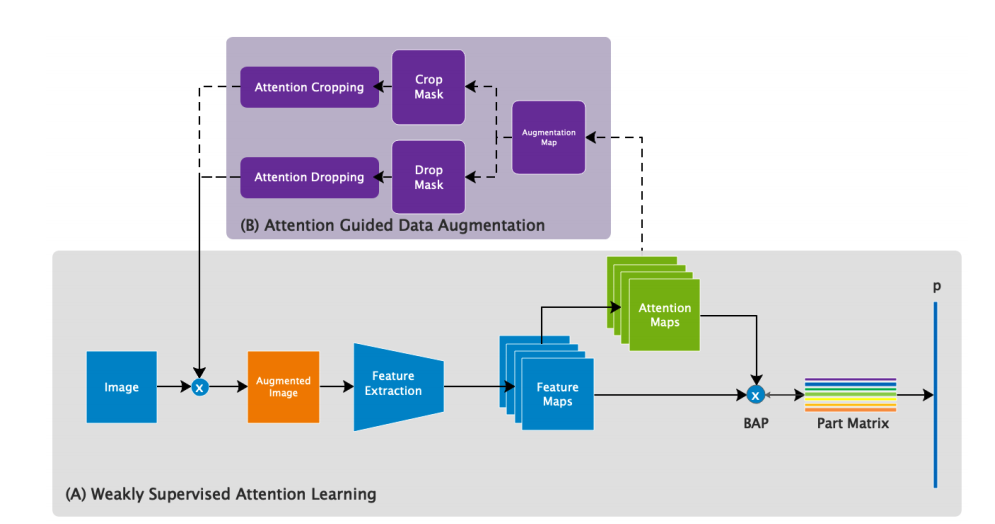 Attention Cropping
Crop
Mask
Augmentation
Map
Attention Dropping
Drop
Mask
(B) Attention Guided Data Augmentation
p
Attention
Maps
Image
x
Augmented
Image
Feature
Extraction
Feature
Maps
x
BAP
Part Matrix
(A) Weakly Supervised Attention Learning